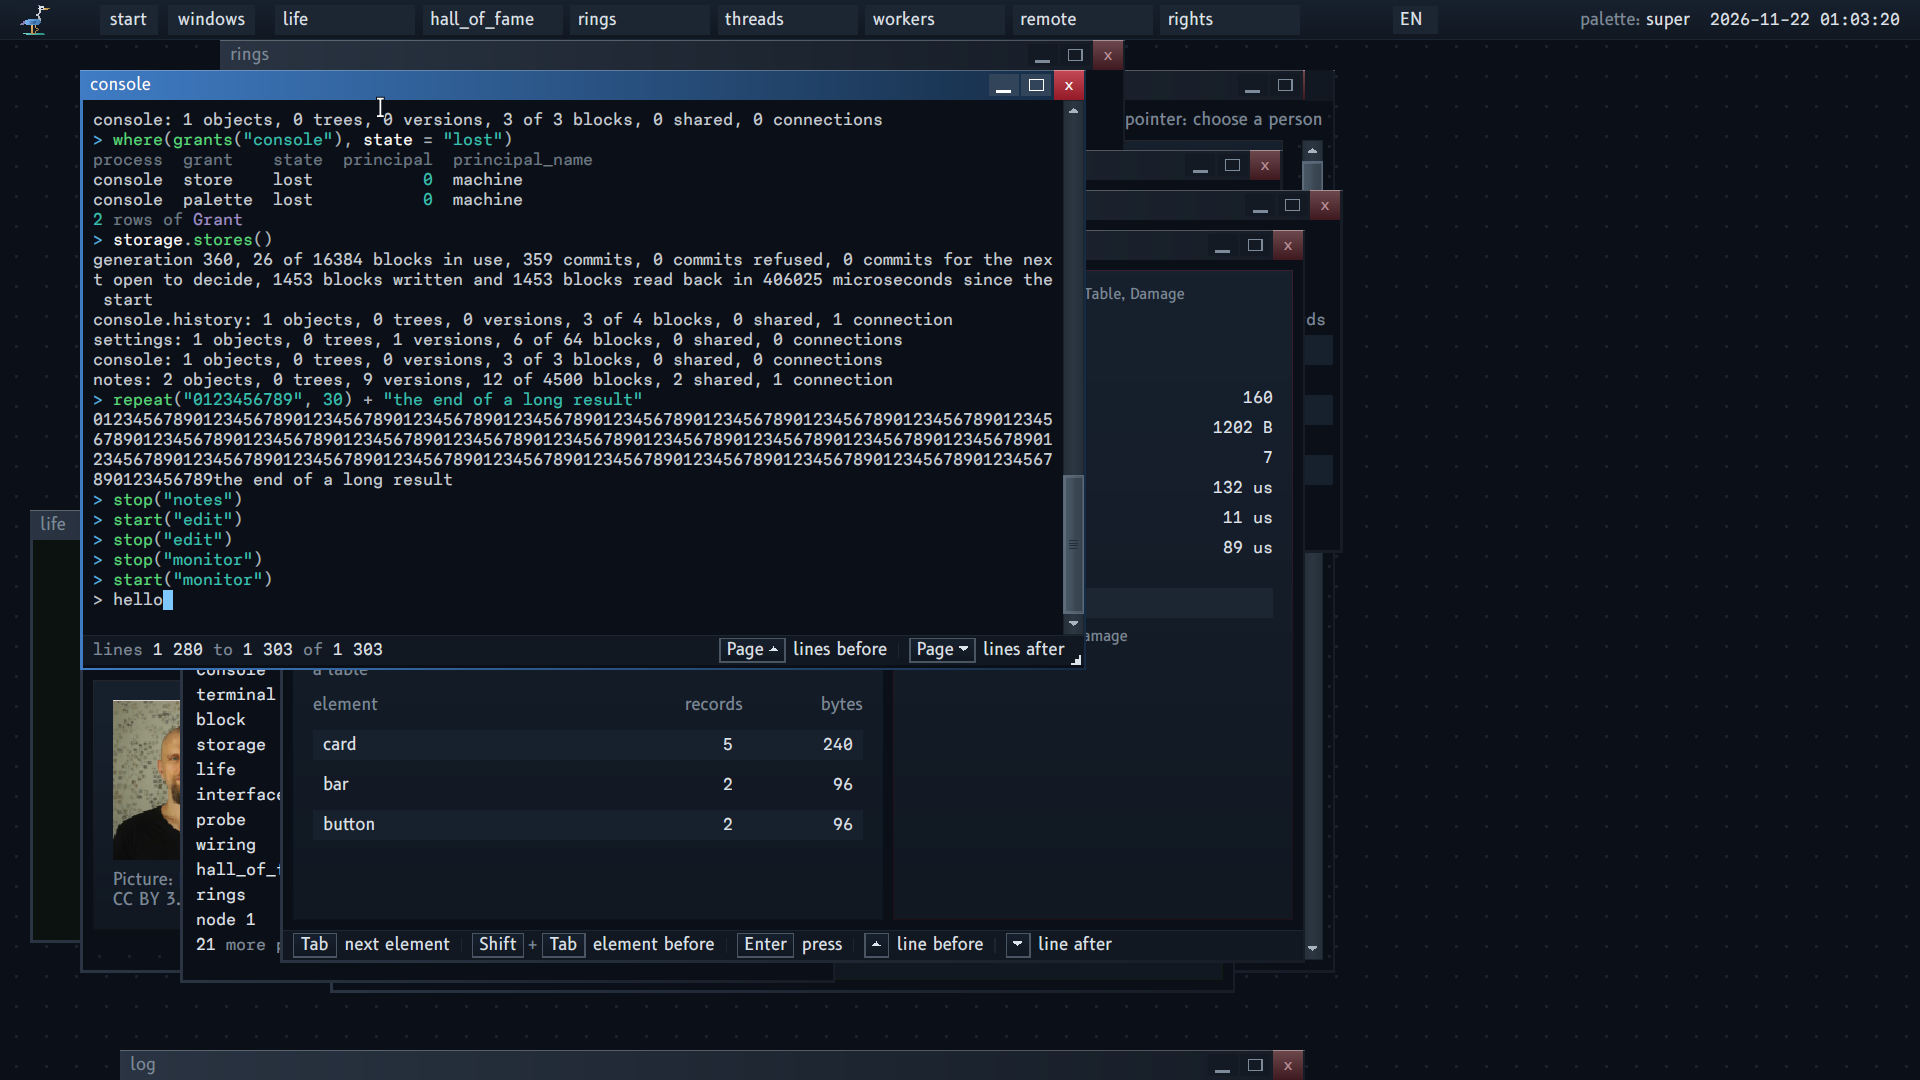 start windows life hall_of_fame rings threads workers remote rights EN palette: super 2026-11-22 01:03:20
rings
console
console: 1 objects, 0 trees, 0 versions, 3 of 3 blocks, 0 shared, 0 connections
> where(grants("console"), state = "lost")
process grant state principal principal_name
console store lost 0 machine
console palette lost 0 machine
2 rows of Grant
> storage.stores()
generation 360, 26 of 16384 blocks in use, 359 commits, 0 commits refused, 0 commits for the nex
t open to decide, 1453 blocks written and 1453 blocks read back in 406025 microseconds since the
start
console.history: 1 objects, 0 trees, 0 versions, 3 of 4 blocks, 0 shared, 1 connection
settings: 1 objects, 0 trees, 1 versions, 6 of 64 blocks, 0 shared, 0 connections
console: 1 objects, 0 trees, 0 versions, 3 of 3 blocks, 0 shared, 0 connections
notes: 2 objects, 0 trees, 9 versions, 12 of 4500 blocks, 2 shared, 1 connection
> repeat("0123456789", 30) + "the end of a long result"
012345678901234567890123456789012345678901234567890123456789012345678901234567890123456789012345
678901234567890123456789012345678901234567890123456789012345678901234567890123456789012345678901
234567890123456789012345678901234567890123456789012345678901234567890123456789012345678901234567
890123456789the end of a long result
> stop("notes")
> start("edit")
> stop("edit")
> stop("monitor")
> start("monitor")
> hello
lines 1 280 to 1 303 of 1 303 Page lines before Page lines after
pointer: choose a person
Table, Damage
ds
160
1202 B
7
132 us
11 us
89 us
amage
life
Picture:
CC BY 3.
console
terminal
block
storage
life
interface
probe
wiring
hall_of_f
rings
node 1
21 more p
a table
element records bytes
card 5 240
bar 2 96
button 2 96
Tab next element Shift + Tab element before Enter press line before line after
log